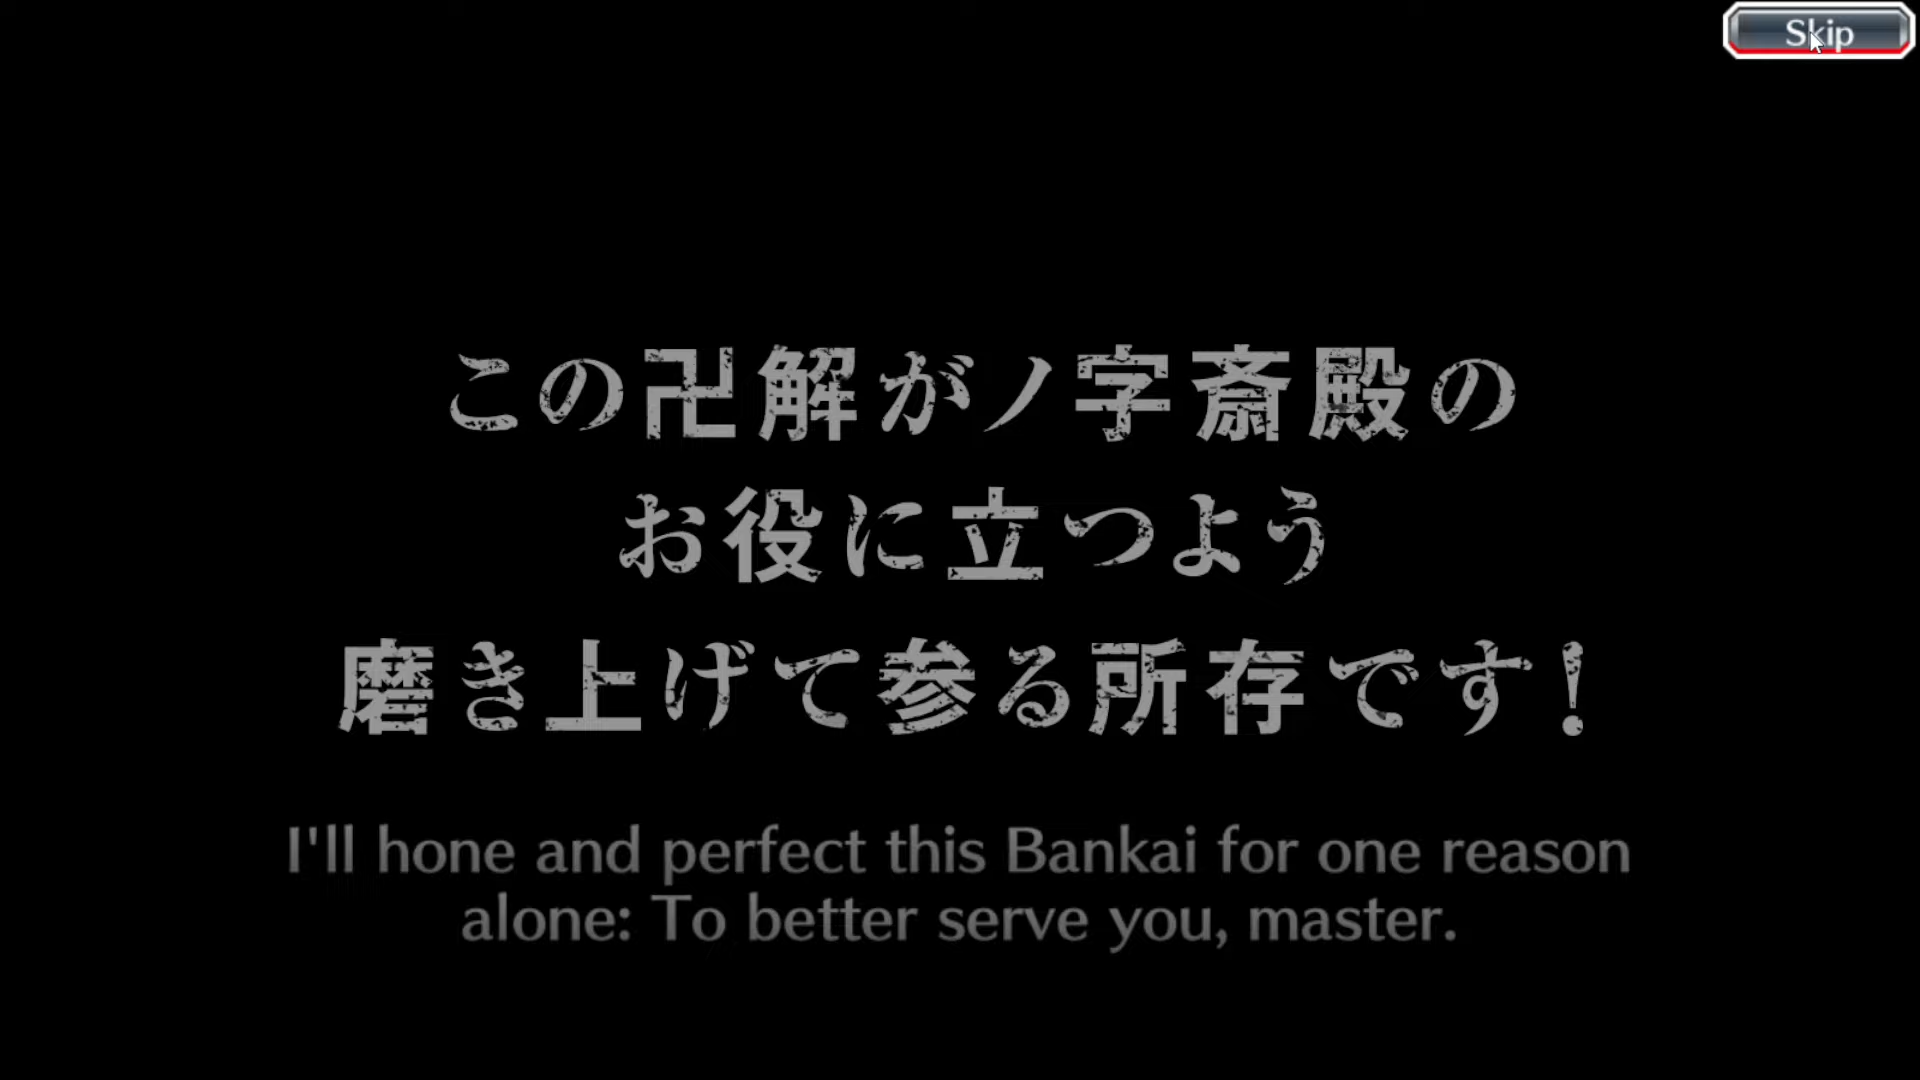 Skip
この卍解がノ字斎殿の
お役に立つよう
磨き上げて参る所存です!
I'll hone and perfect this Bankai for one reason
alone: To better serve you, master.